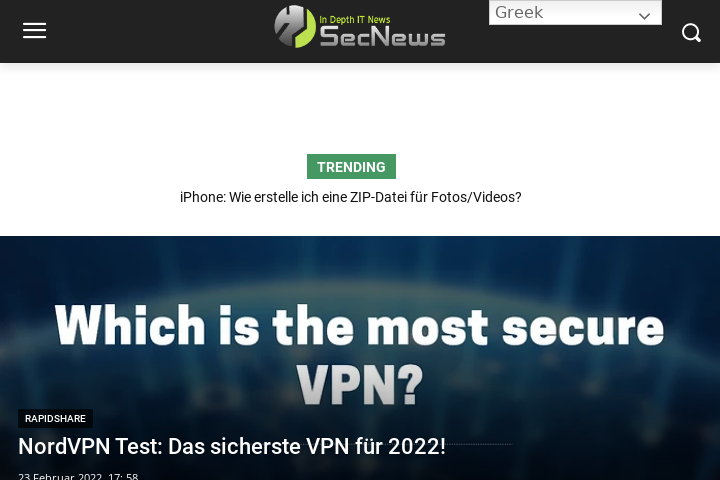 In Depth IT News
SecNews
Greek
TRENDING
iPhone: Wie erstelle ich eine ZIP-Datei für Fotos/Videos?
Which is the most secure
VPN?
RAPIDSHARE
NordVPN Test: Das sicherste VPN für 2022!
23 Februar 2022, 17: 58